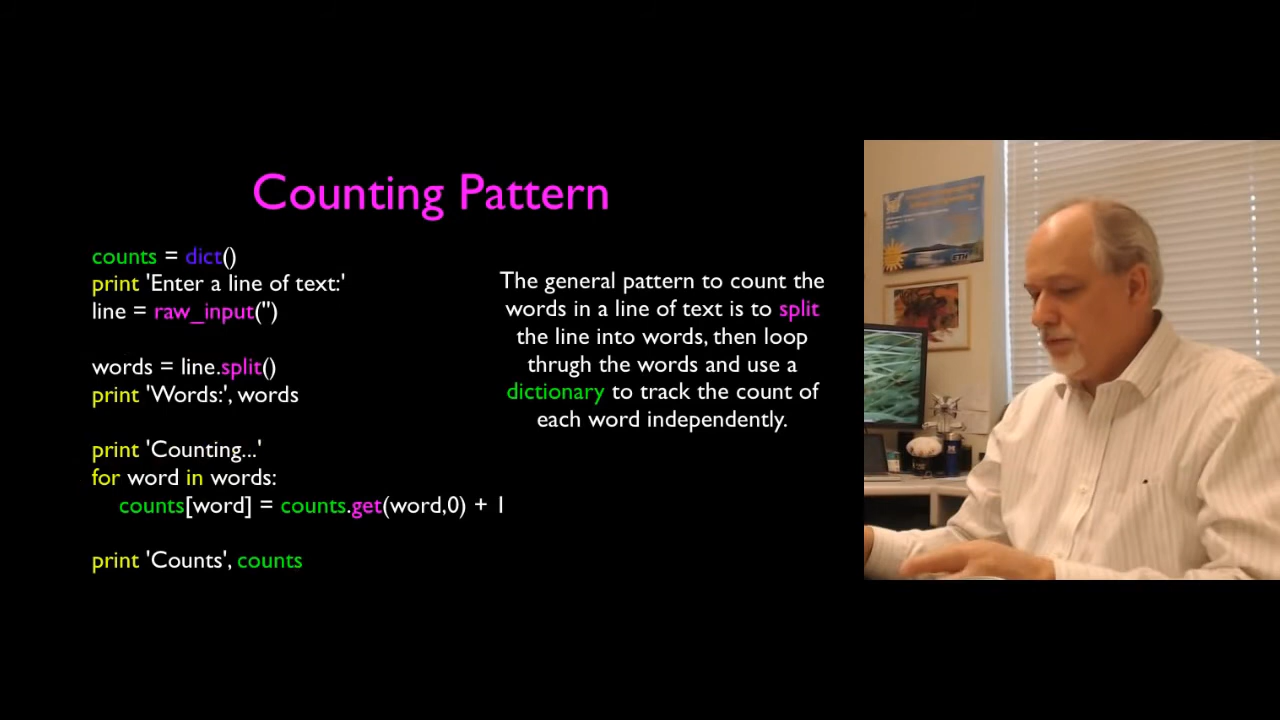 Counting Pattern
counts = dict()
print 'Enter a line of text:'
line = raw_input('')
words = line.split()
print 'Words:', words
print 'Counting...'
for word in words:
counts[word] = counts.get(word,0) + 1
print 'Counts', counts
The general pattern to count the
words in a line of text is to split
the line into words, then loop
thrugh the words and use a
dictionary to track the count of
each word independently.
ETH